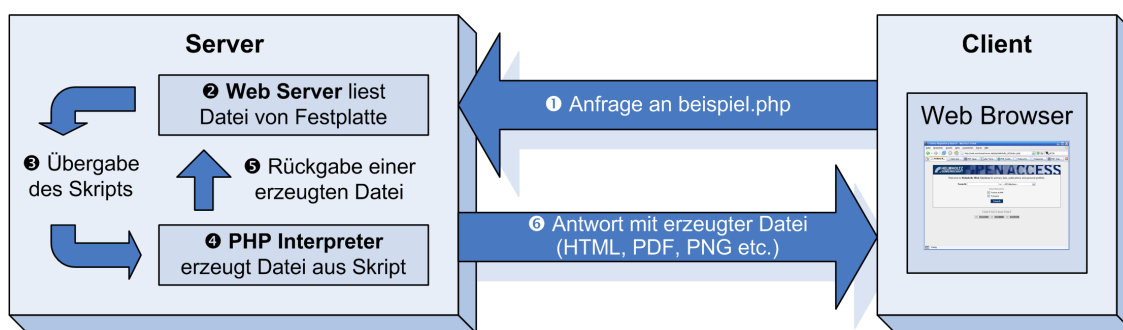 Server
Client
❶ Anfrage an beispiel.php
❷ Web Server liest
Datei von Festplatte
❸ Übergabe
des Skripts
❹ PHP Interpreter
erzeugt Datei aus Skript
❺ Rückgabe einer
erzeugten Datei
❻ Antwort mit erzeugter Datei
(HTML, PDF, PNG etc.)
Web Browser
HELMHOLTZ
GEMEINSCHAFT
OPEN ACCESS